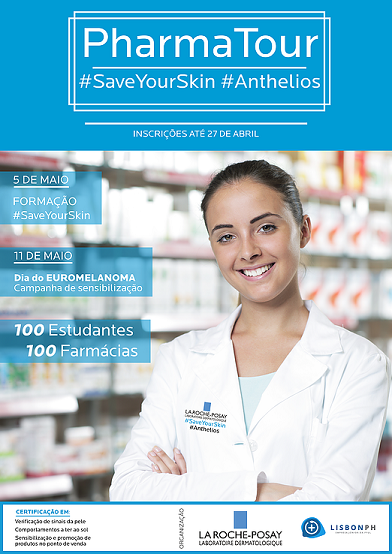 PharmaTour
#SaveYourSkin #Anthelios
INSCRIÇÕES ATÉ 27 DE ABRIL
5 DE MAIO
FORMAÇÃO
#SaveYourSkin
11 DE MAIO
Dia do EUROMELANOMA
Campanha de sensibilização
100 Estudantes
100 Farmácias
LA ROCHE-POSAY
LABORATOIRE DERMATOLOGIQUE
#SaveYourSkin
#Anthelios
CERTIFICAÇÃO EM:
Verificação de sinais da pele
Comportamentos a ter ao sol
Sensibilização e promoção de
produtos no ponto de venda
ORGANIZAÇÃO
LA ROCHE-POSAY
LABORATOIRE DERMATOLOGIQUE
LISBONPH